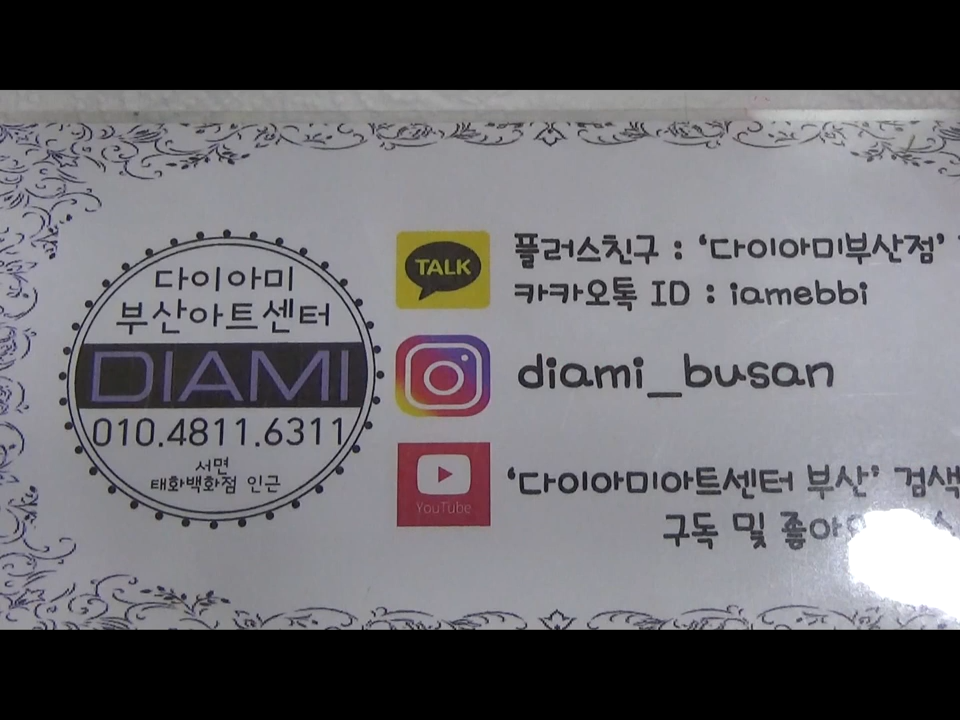 다이아미
부산아트센터
DIAMI
010.4811.6311
서면
태화백화점 인근
TALK
플러스친구 : ‘다이아미부산점’
카카오톡 ID : iamebbi
diami_busan
YouTube
‘다이아미아트센터 부산’ 검색
구독 및